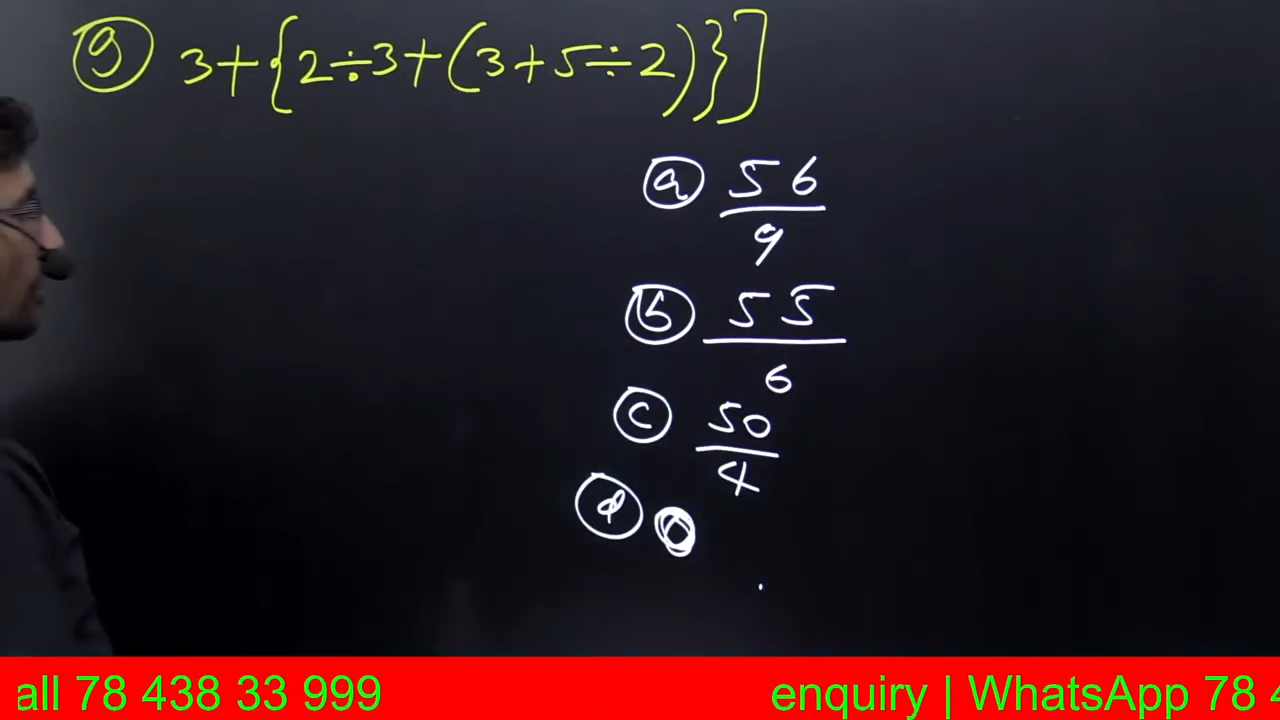 9 3+{2÷3+(3+5÷2)}]
a 56/9
b 55/6
c 50/4
d 0
all 78 438 33 999 enquiry | WhatsApp 78 4